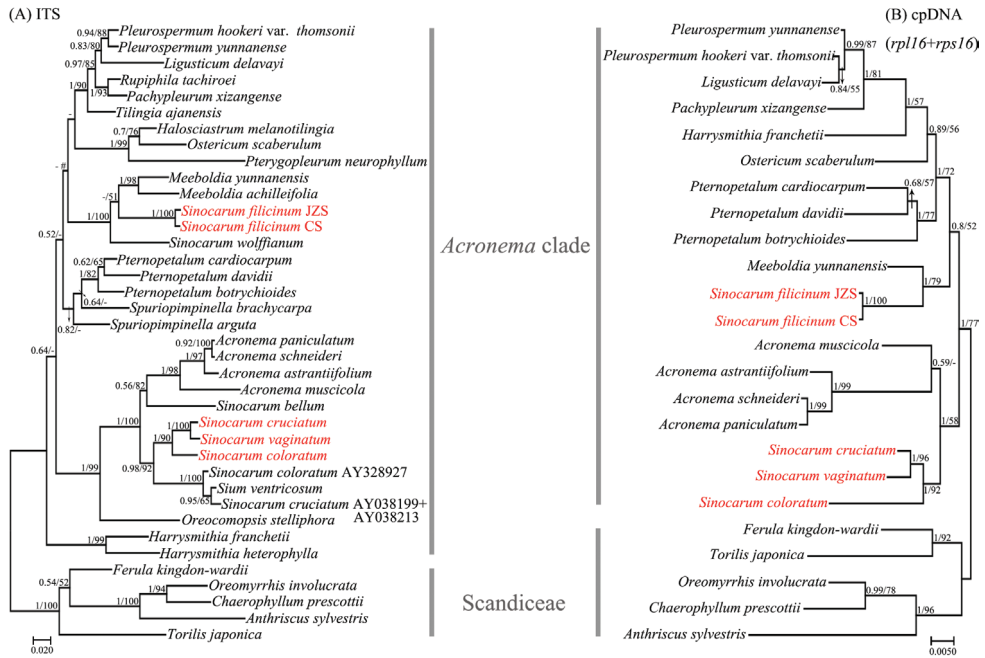 (A) ITS
0.94/88
Pleurospermum hookeri var. thomsonii
0.83/80
Pleurospermum yunnanense
Ligusticum delavayi
0.97/85
Rupiphila tachiroei
1/90
1/93
Pachypleurum xizangense
Tilingia ajanensis
-
0.7/76
Halosciastrum melanotilingia
Ostericum scaberulum
1/99
Pterygopleurum neurophyllum
- #
1/98
Meeboldia yunnanensis
Meeboldia achilleifolia
-/51
1/100
Sinocarum filicinum JZS
1/100
Sinocarum filicinum CS
Sinocarum wolffianum
0.52/-
0.62/65
Pternopetalum cardiocarpum
1/82
Pternopetalum davidii
Pternopetalum botrychioides
-
0.64/-
Spuriopimpinella brachycarpa
Spuriopimpinella arguta
0.82/-
0.64/-
0.92/100
Acronema paniculatum
1/97
Acronema schneideri
1/98
Acronema astrantiifolium
0.56/82
Acronema muscicola
Sinocarum bellum
1/100
1/100
Sinocarum cruciatum
1/90
Sinocarum vaginatum
Sinocarum coloratum
0.98/92
1/99
1/100
Sinocarum coloratum AY328927
Sium ventricosum
0.95/65
Sinocarum cruciatum AY038199+
Oreocomopsis stelliphora
AY038213
1/99
Harrysmithia franchetii
Harrysmithia heterophylla
0.54/52
Ferula kingdon-wardii
1/94
Oreomyrrhis involucrata
1/100
1/100
Chaerophyllum prescottii
Anthriscus sylvestris
Torilis japonica
0.020
Acronema clade
Scandiceae
(B) cpDNA
(rpl16+rps16)
Pleurospermum yunnanense
0.99/87
Pleurospermum hookeri var. thomsonii
1/81
Ligusticum delavayi
0.84/55
Pachypleurum xizangense
1/57
Harrysmithia franchetii
0.89/56
Ostericum scaberulum
1/72
Pternopetalum cardiocarpum
0.68/57
Pternopetalum davidii
1/77
Pternopetalum botrychioides
0.8/52
Meeboldia yunnanensis
1/79
Sinocarum filicinum JZS
1/100
Sinocarum filicinum CS
1/77
Acronema muscicola
0.59/-
Acronema astrantiifolium
1/99
Acronema schneideri
1/99
Acronema paniculatum
1/58
Sinocarum cruciatum
1/96
Sinocarum vaginatum
1/92
Sinocarum coloratum
Ferula kingdon-wardii
1/92
Torilis japonica
Oreomyrrhis involucrata
0.99/78
Chaerophyllum prescottii
1/96
Anthriscus sylvestris
0.0050